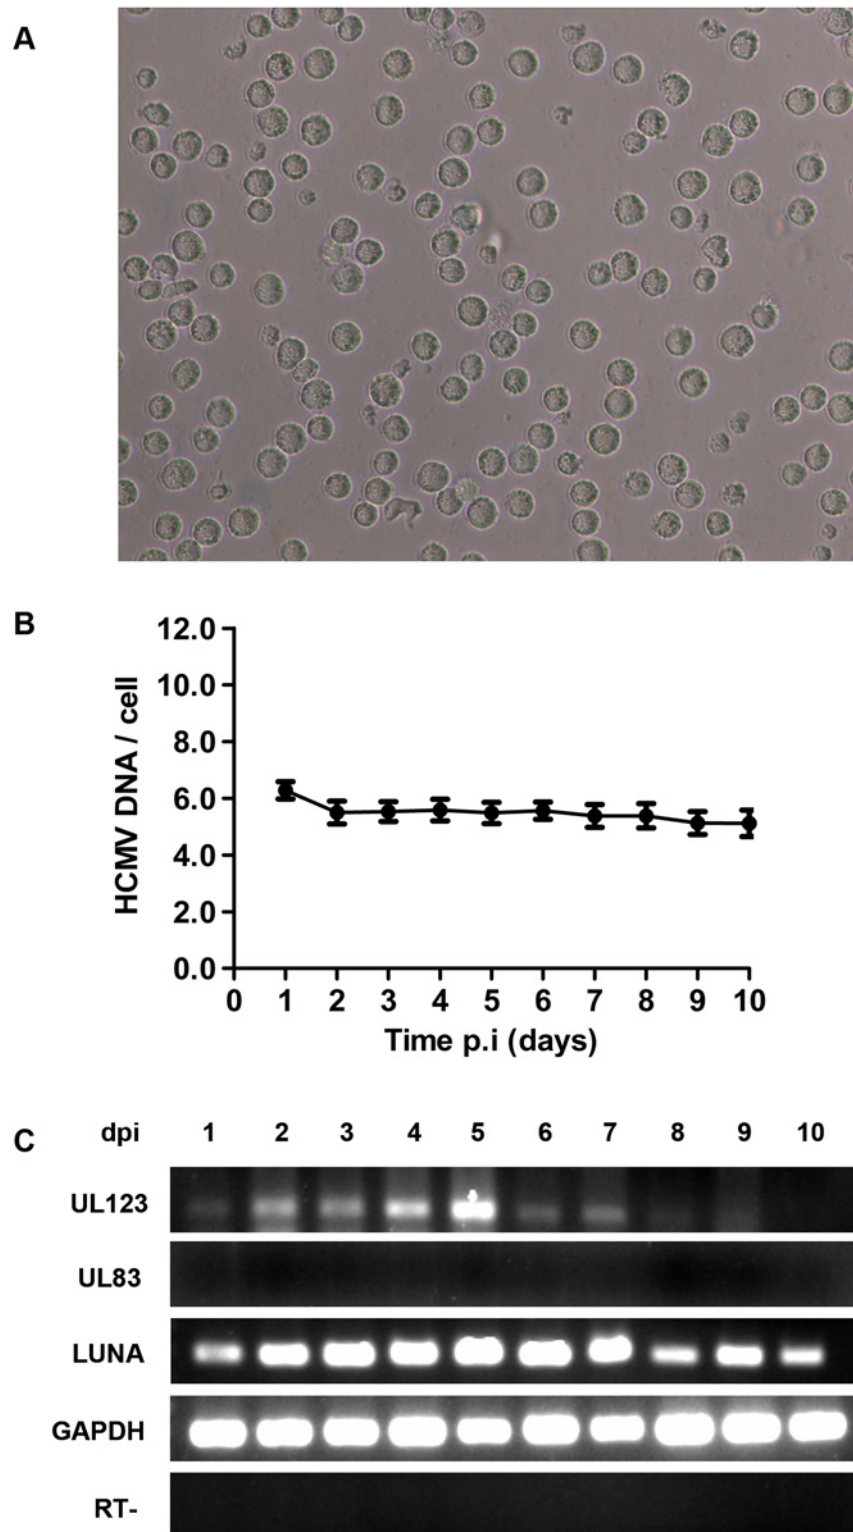 A
B
HCMV DNA / cell
12.0
10.0
8.0
6.0
4.0
2.0
0.0
0 1 2 3 4 5 6 7 8 9 10
Time p.i (days)
C
dpi 1 2 3 4 5 6 7 8 9 10
UL123
UL83
LUNA
GAPDH
RT-